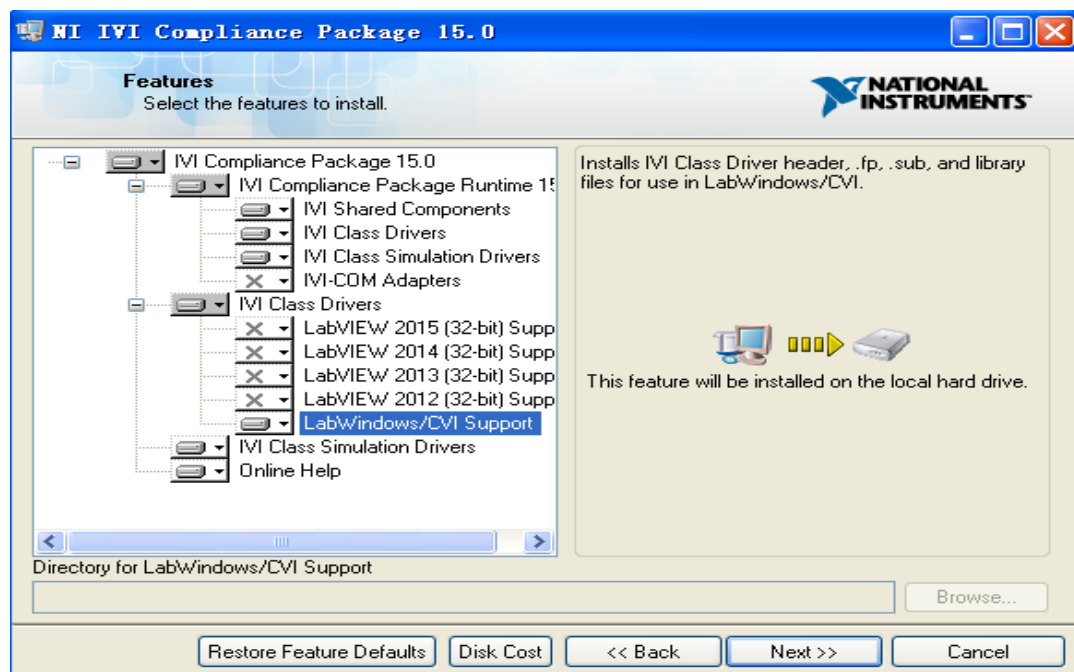 NI IVI Compliance Package 15.0
Features
Select the features to install.
NATIONAL
INSTRUMENTS
IVI Compliance Package 15.0
IVI Compliance Package Runtime 15
IVI Shared Components
IVI Class Drivers
IVI Class Simulation Drivers
IVI-COM Adapters
IVI Class Drivers
LabVIEW 2015 (32-bit) Supp
LabVIEW 2014 (32-bit) Supp
LabVIEW 2013 (32-bit) Supp
LabVIEW 2012 (32-bit) Supp
LabWindows/CVI Support
IVI Class Simulation Drivers
Online Help
Installs IVI Class Driver header, .fp, .sub, and library
files for use in LabWindows/CVI.
This feature will be installed on the local hard drive.
Directory for LabWindows/CVI Support
Browse...
Restore Feature Defaults
Disk Cost
<< Back
Next >>
Cancel